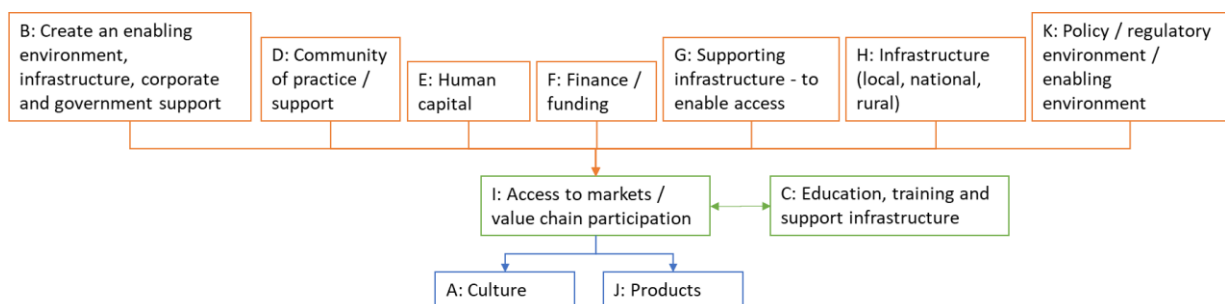 B: Create an enabling
environment,
infrastructure, corporate
and government support
D: Community
of practice /
support
E: Human
capital
F: Finance /
funding
G: Supporting
infrastructure - to
enable access
H: Infrastructure
(local, national,
rural)
K: Policy / regulatory
environment /
enabling
environment
I: Access to markets /
value chain participation
C: Education, training and
support infrastructure
A: Culture
J: Products